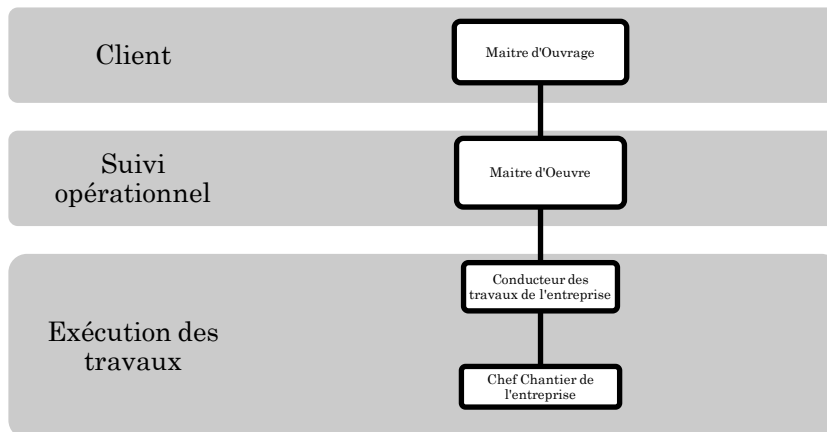 Client
Maitre d'Ouvrage
Suivi
opérationnel
Maitre d'Oeuvre
Exécution des
travaux
Conducteur des
travaux de l'entreprise
Chef Chantier de
l'entreprise